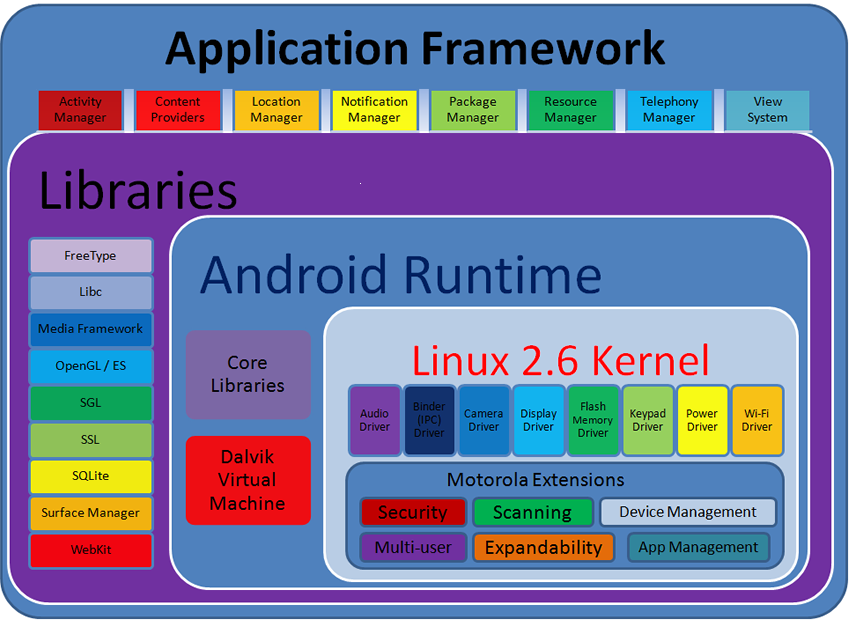 Application Framework
Activity
Manager
Content
Providers
Location
Manager
Notification
Manager
Package
Manager
Resource
Manager
Telephony
Manager
View
System
Libraries
FreeType
Libc
Media Framework
OpenGL / ES
SGL
SSL
SQLite
Surface Manager
WebKit
Android Runtime
Core
Libraries
Dalvik
Virtual
Machine
Linux 2.6 Kernel
Audio
Driver
Binder
(IPC)
Driver
Camera
Driver
Display
Driver
Flash
Memory
Driver
Keypad
Driver
Power
Driver
Wi-Fi
Driver
Motorola Extensions
Security
Scanning
Device Management
Multi-user
Expandability
App Management